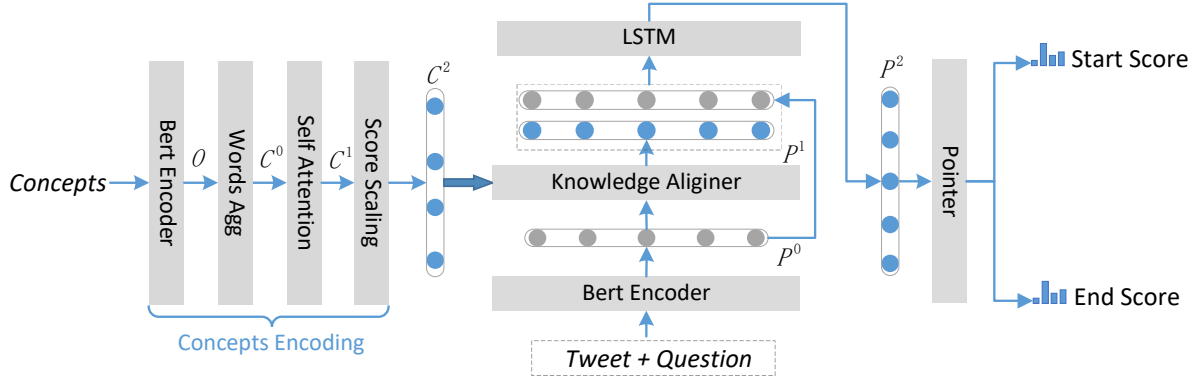 Concepts
Bert Encoder
O
Words Agg
C⁰
Self Attention
C¹
Score Scaling
Concepts Encoding
C²
LSTM
P¹
Knowledge Aliginer
P⁰
Bert Encoder
Tweet + Question
P²
Pointer
Start Score
End Score